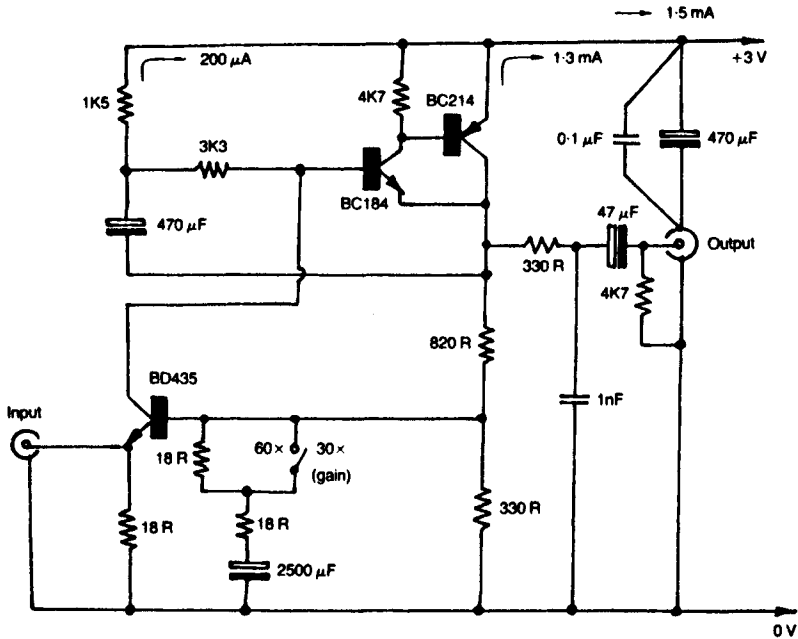 1·5 mA
+3 V
200 µA
1·3 mA
1K5
4K7
BC214
0·1 µF
470 µF
3K3
BC184
47 µF
470 µF
Output
330 R
4K7
820 R
BD435
1nF
Input
18 R
60×
30×
(gain)
18 R
18 R
330 R
2500 µF
0 V